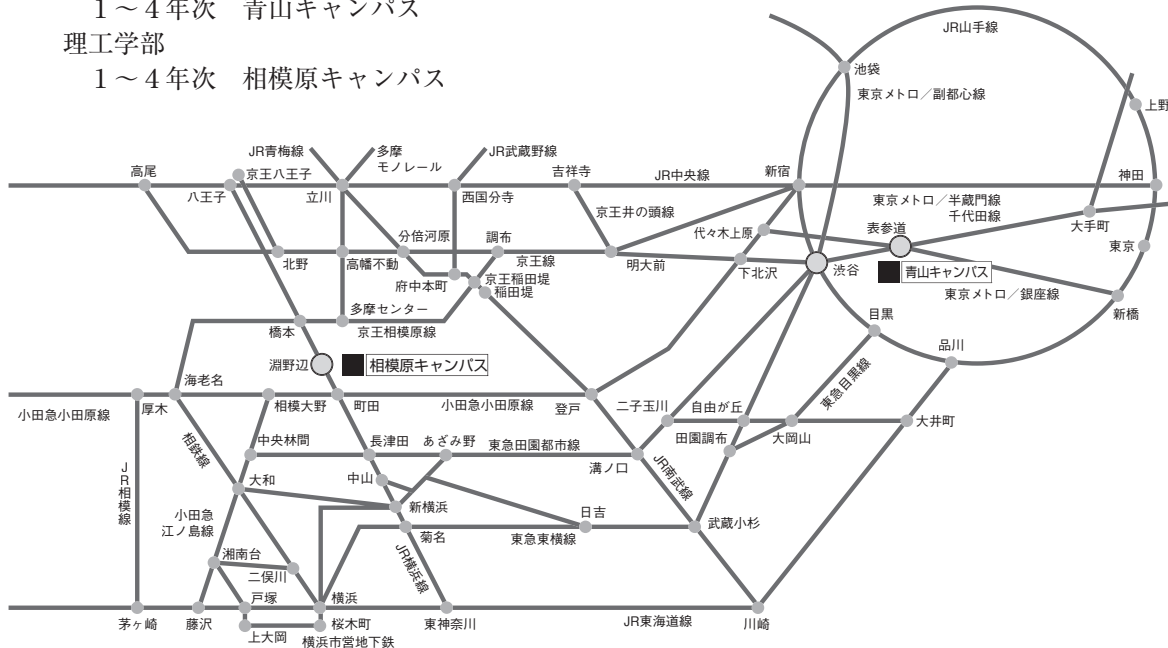 １～４年次　青山キャンパス
理工学部
１～４年次　相模原キャンパス
JR山手線
池袋
東京メトロ／副都心線
上野
JR青梅線
多摩
モノレール
JR武蔵野線
高尾
京王八王子
八王子
立川
西国分寺
吉祥寺
JR中央線
新宿
神田
京王井の頭線
東京メトロ／半蔵門線
千代田線
大手町
代々木上原
表参道
分倍河原
調布
東京
北野
高幡不動
京王線
明大前
下北沢
渋谷
青山キャンパス
府中本町
京王稲田堤
稲田堤
東京メトロ／銀座線
新橋
多摩センター
目黒
橋本
京王相模原線
品川
淵野辺
相模原キャンパス
東急目黒線
海老名
小田急小田原線
厚木
相模大野
町田
小田急小田原線
登戸
二子玉川
自由が丘
大井町
田園調布
大岡山
相鉄線
中央林間
長津田
あざみ野
東急田園都市線
溝ノ口
JR南武線
JR相模線
大和
中山
新横浜
小田急
江ノ島線
日吉
武蔵小杉
菊名
東急東横線
JR横浜線
湘南台
二俣川
戸塚
横浜
茅ヶ崎
藤沢
上大岡
桜木町
横浜市営地下鉄
東神奈川
JR東海道線
川崎